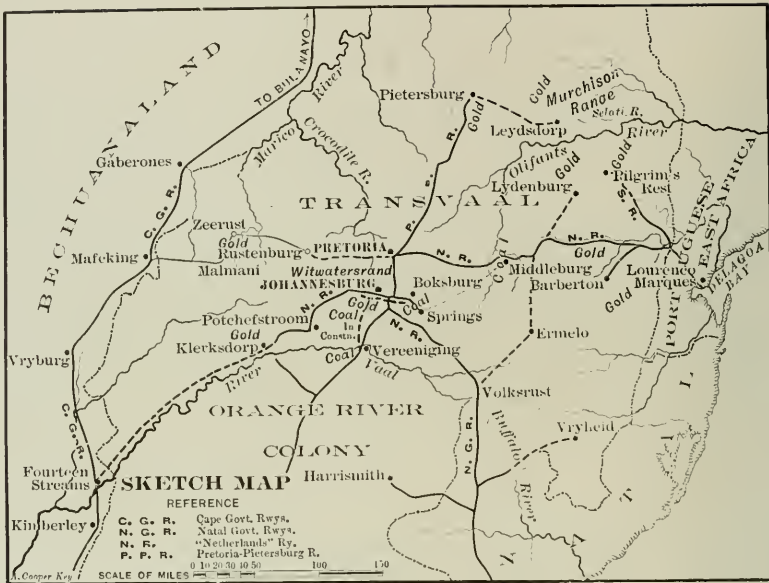 BECHUANALAND
TO BULAWAYO
River
Pietersburg
Gold
Gold
Murchison
Range
Selati. R.
Leydsdorp
River
Olifants
Marico
Crocodile R.
Gaberones
P. P. R.
Gold
Gold
Lydenburg
Pilgrim's
Rest
TRANSVAAL
C. G. R.
Zeerust
Gold
Rustenburg
PRETORIA
N. R.
N. R.
Gold
Mafeking
Malmani
Witwatersrand
Coal
Middleburg
Barberton
Gold
Lourenco
Marques
PORTUGUESE
EAST AFRICA
DELAGOA
BAY
JOHANNESBURG
Boksburg
N. R.
Gold
Coal
Springs
Potchefstroom
Gold
Coal
In
Constn.
N. R.
Klerksdorp
Coal
Vereeniging
Ermelo
Vryburg
River
Vaal
Volksrust
ORANGE RIVER
COLONY
C. G. R.
N. G. R.
Buffalo
River
Vryheid
Harrismith
Fourteen
Streams
Kimberley
SKETCH MAP
REFERENCE
C. G. R. Cape Govt. Rwys.
N. G. R. Natal Govt. Rwys.
N. R. "Netherlands" Ry.
P. P. R. Pretoria-Pietersburg R.
A. Cooper Key
SCALE OF MILES 0 10 20 30 40 50 100 150